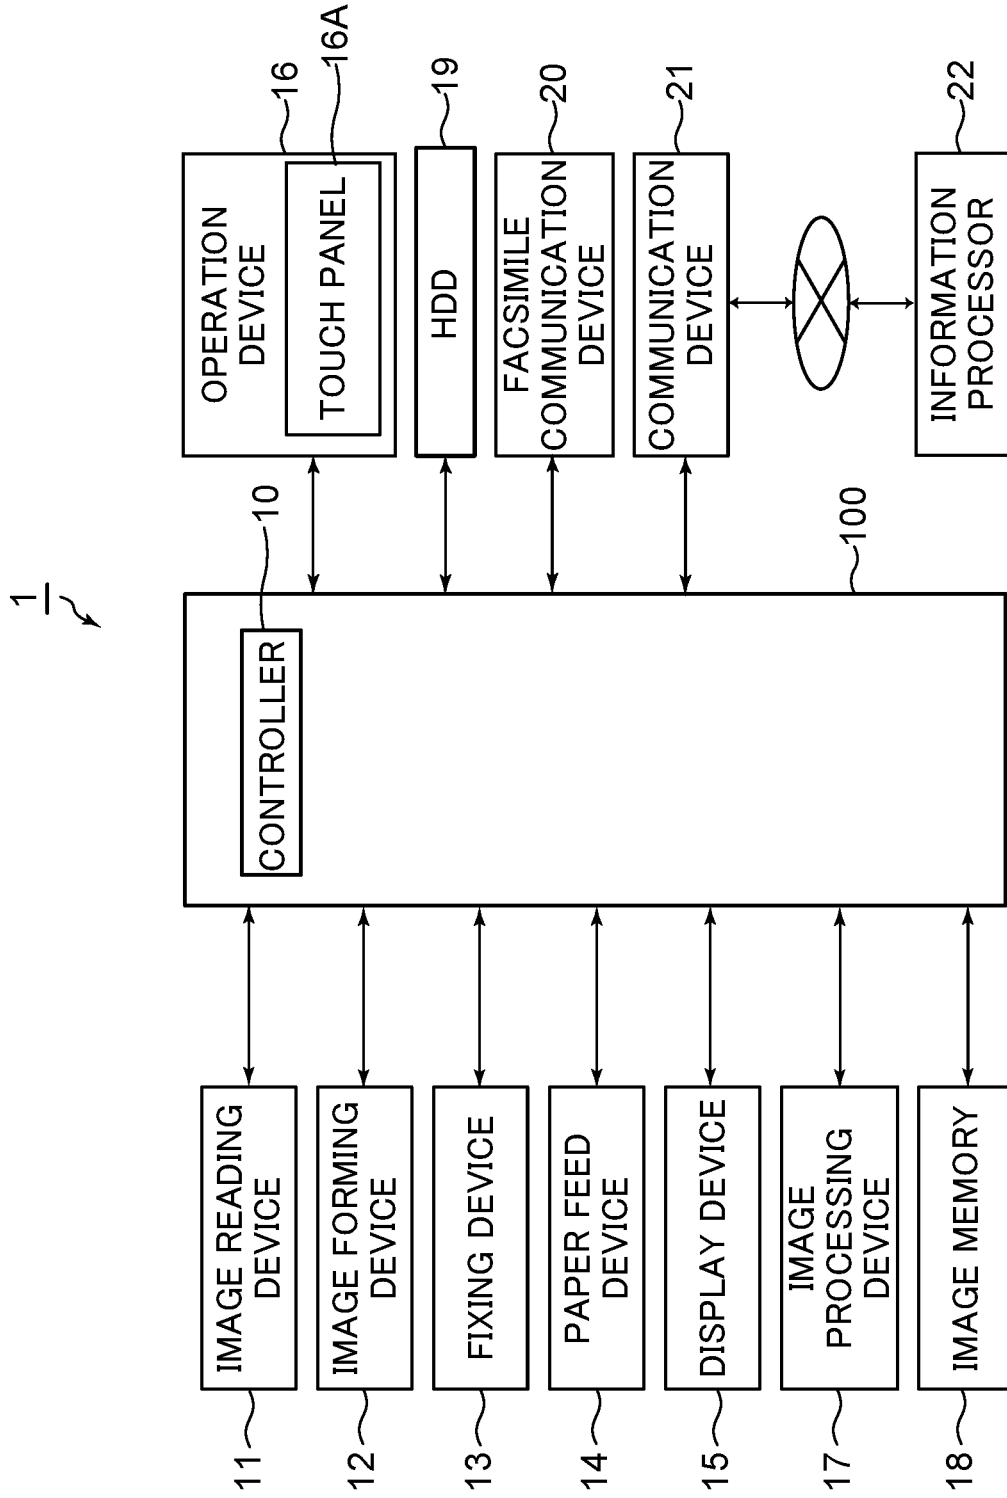 1
11
IMAGE READING
DEVICE
12
IMAGE FORMING
DEVICE
13
FIXING DEVICE
14
PAPER FEED
DEVICE
15
DISPLAY DEVICE
17
IMAGE
PROCESSING
DEVICE
18
IMAGE MEMORY
CONTROLLER
10
100
OPERATION
DEVICE
16
TOUCH PANEL
16A
HDD
19
FACSIMILE
COMMUNICATION
DEVICE
20
COMMUNICATION
DEVICE
21
INFORMATION
PROCESSOR
22